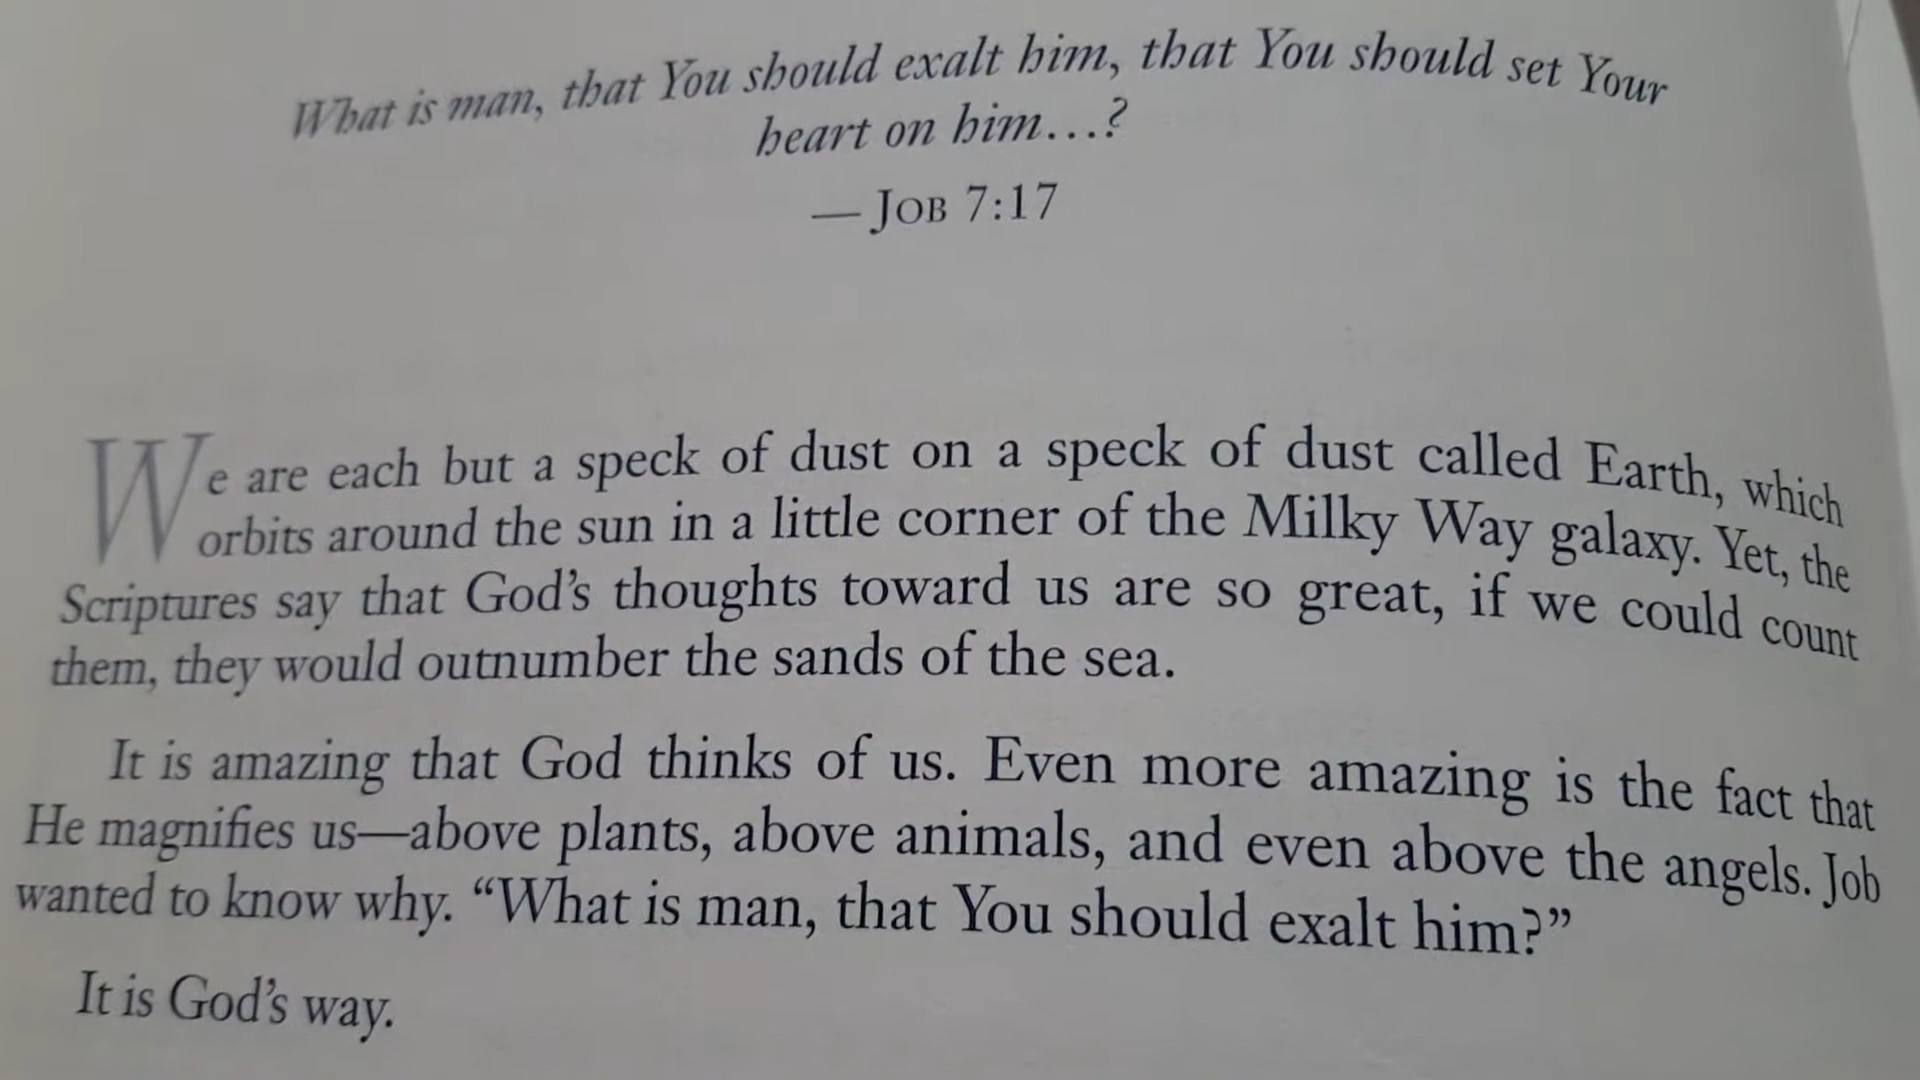 What is man, that You should exalt him, that You should set Your
heart on him...?
— JOB 7:17
We are each but a speck of dust on a speck of dust called Earth, which
orbits around the sun in a little corner of the Milky Way galaxy. Yet, the
Scriptures say that God's thoughts toward us are so great, if we could count
them, they would outnumber the sands of the sea.
It is amazing that God thinks of us. Even more amazing is the fact that
He magnifies us—above plants, above animals, and even above the angels. Job
wanted to know why. “What is man, that You should exalt him?”
It is God's way.